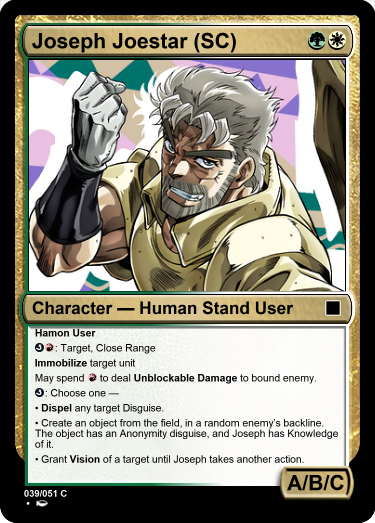 Joseph Joestar (SC)
Character — Human Stand User
Hamon User
: Target, Close Range
Immobilize target unit
May spend to deal Unblockable Damage to bound enemy.
: Choose one —
• Dispel any target Disguise.
• Create an object from the field, in a random enemy's backline.
The object has an Anonymity disguise, and Joseph has Knowledge
of it.
• Grant Vision of a target until Joseph takes another action.
A/B/C
039/051 C
•